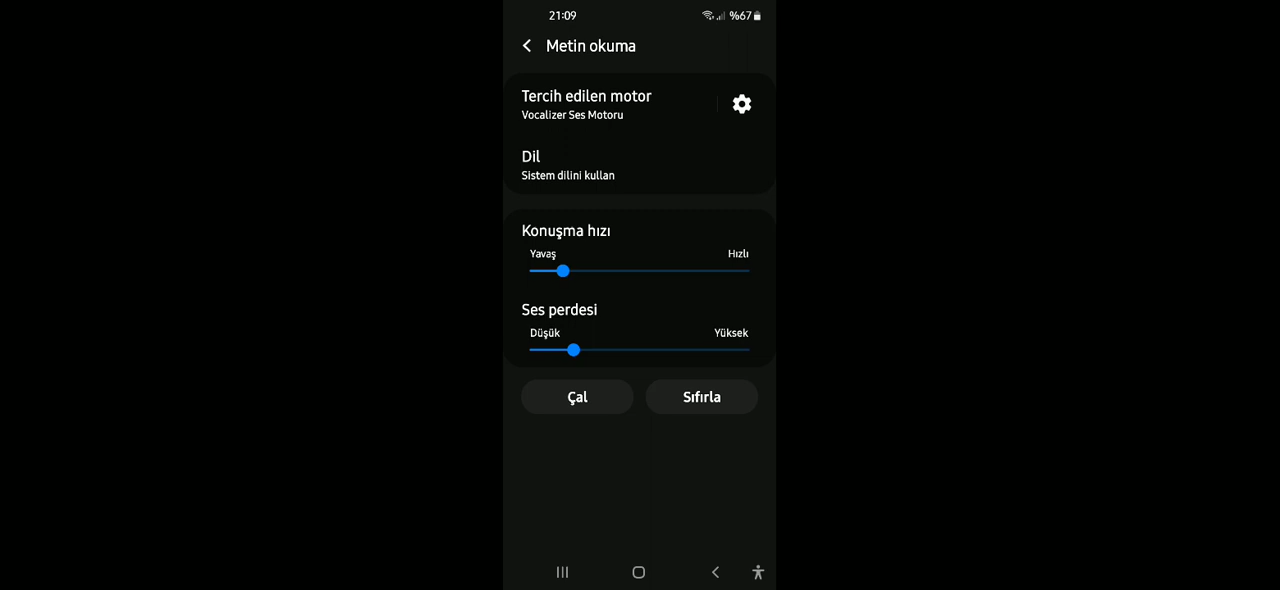 21:09
%67
Metin okuma
Tercih edilen motor
Vocalizer Ses Motoru
Dil
Sistem dilini kullan
Konuşma hızı
Yavaş Hızlı
Ses perdesi
Düşük Yüksek
Çal Sıfırla